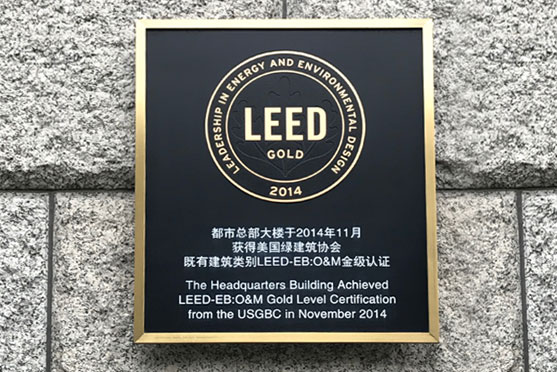 LEADERSHIP IN ENERGY AND ENVIRONMENTAL DESIGN
LEED
GOLD
2014
都市总部大楼于2014年11月
获得美国绿建筑协会
既有建筑类别LEED-EB:O&M金级认证
The Headquarters Building Achieved
LEED-EB:O&M Gold Level Certification
from the USGBC in November 2014